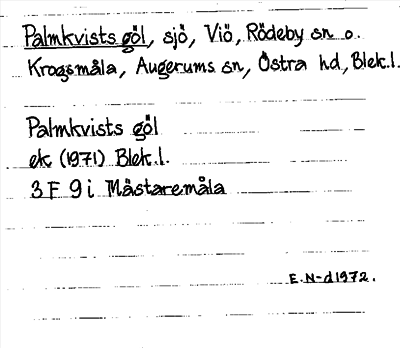 Palmkvists göl, sjö, Viö, Rödeby sn o.
Krogsmåla, Augerums sn, Östra hd, Blek.l.
Palmkvists göl
ek (1971) Blek.l.
3 F 9 i Mästaremåla
E.N-d 1972.